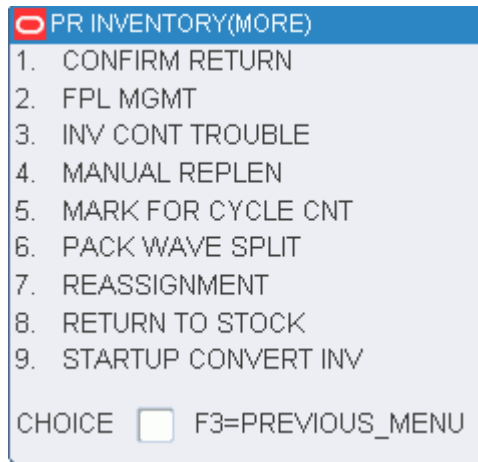 PR INVENTORY(MORE)
1. CONFIRM RETURN
2. FPL MGMT
3. INV CONT TROUBLE
4. MANUAL REPLEN
5. MARK FOR CYCLE CNT
6. PACK WAVE SPLIT
7. REASSIGNMENT
8. RETURN TO STOCK
9. STARTUP CONVERT INV
CHOICE F3=PREVIOUS_MENU